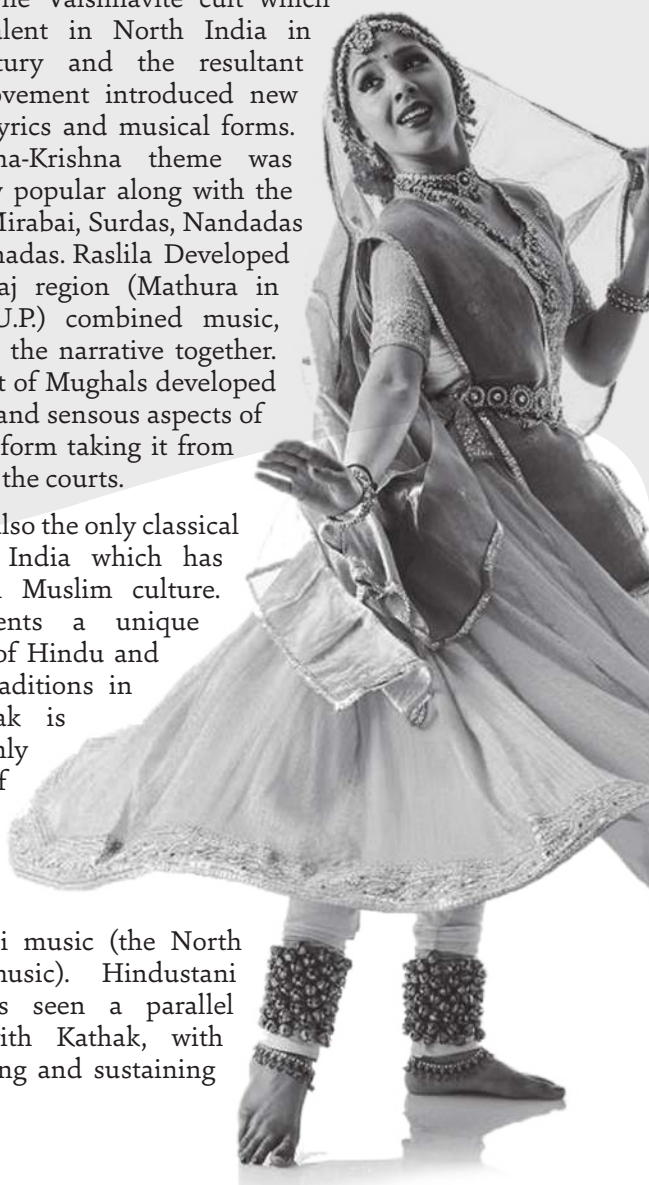 he Vaishnavite cult which
alent in North India in
tury and the resultant
ovement introduced new
yrics and musical forms.
na-Krishna theme was
y popular along with the
Mirabai, Surdas, Nandadas
nadas. Raslila Developed
aj region (Mathura in
U.P.) combined music,
the narrative together.
t of Mughals developed
and sensous aspects of
form taking it from
the courts.
lso the only classical
India which has
Muslim culture.
ents a unique
of Hindu and
aditions in
ak is
nly
f
i music (the North
music). Hindustani
s seen a parallel
ith Kathak, with
ng and sustaining